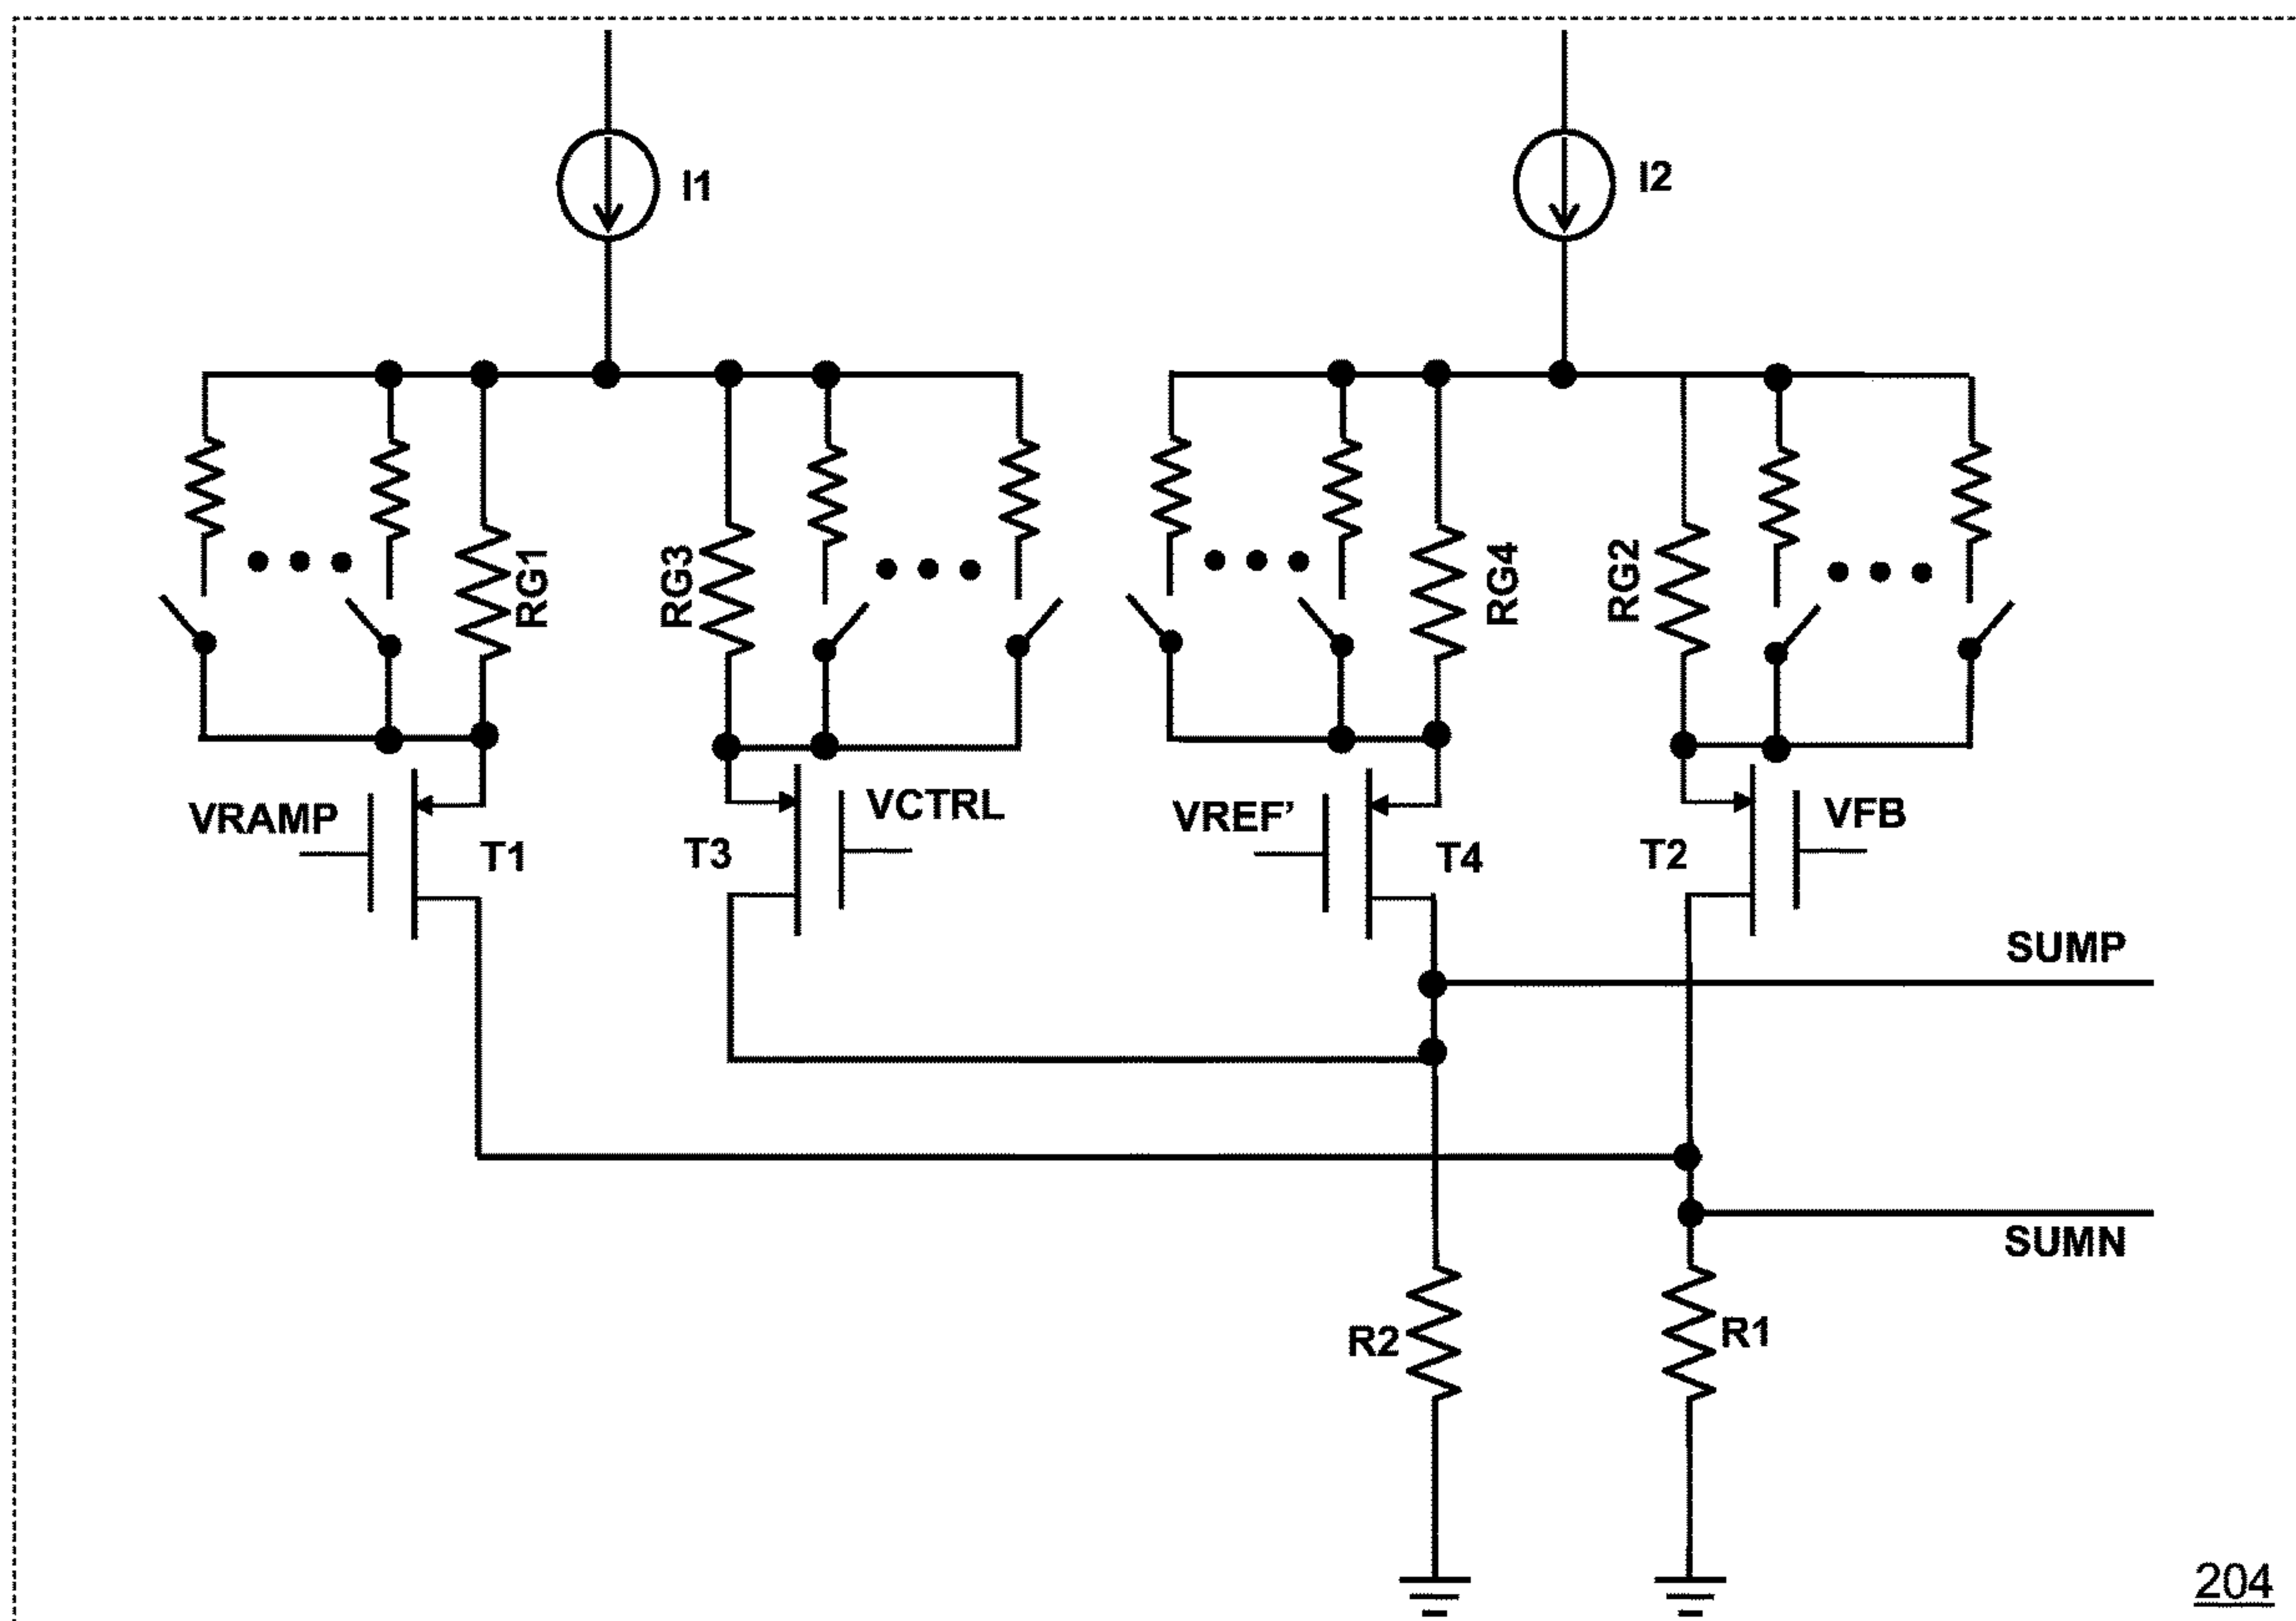 I1
I2
RG1
RG3
RG4
RG2
VRAMP
T1
T3
VCTRL
VREF’
T4
T2
VFB
SUMP
SUMN
R2
R1
204